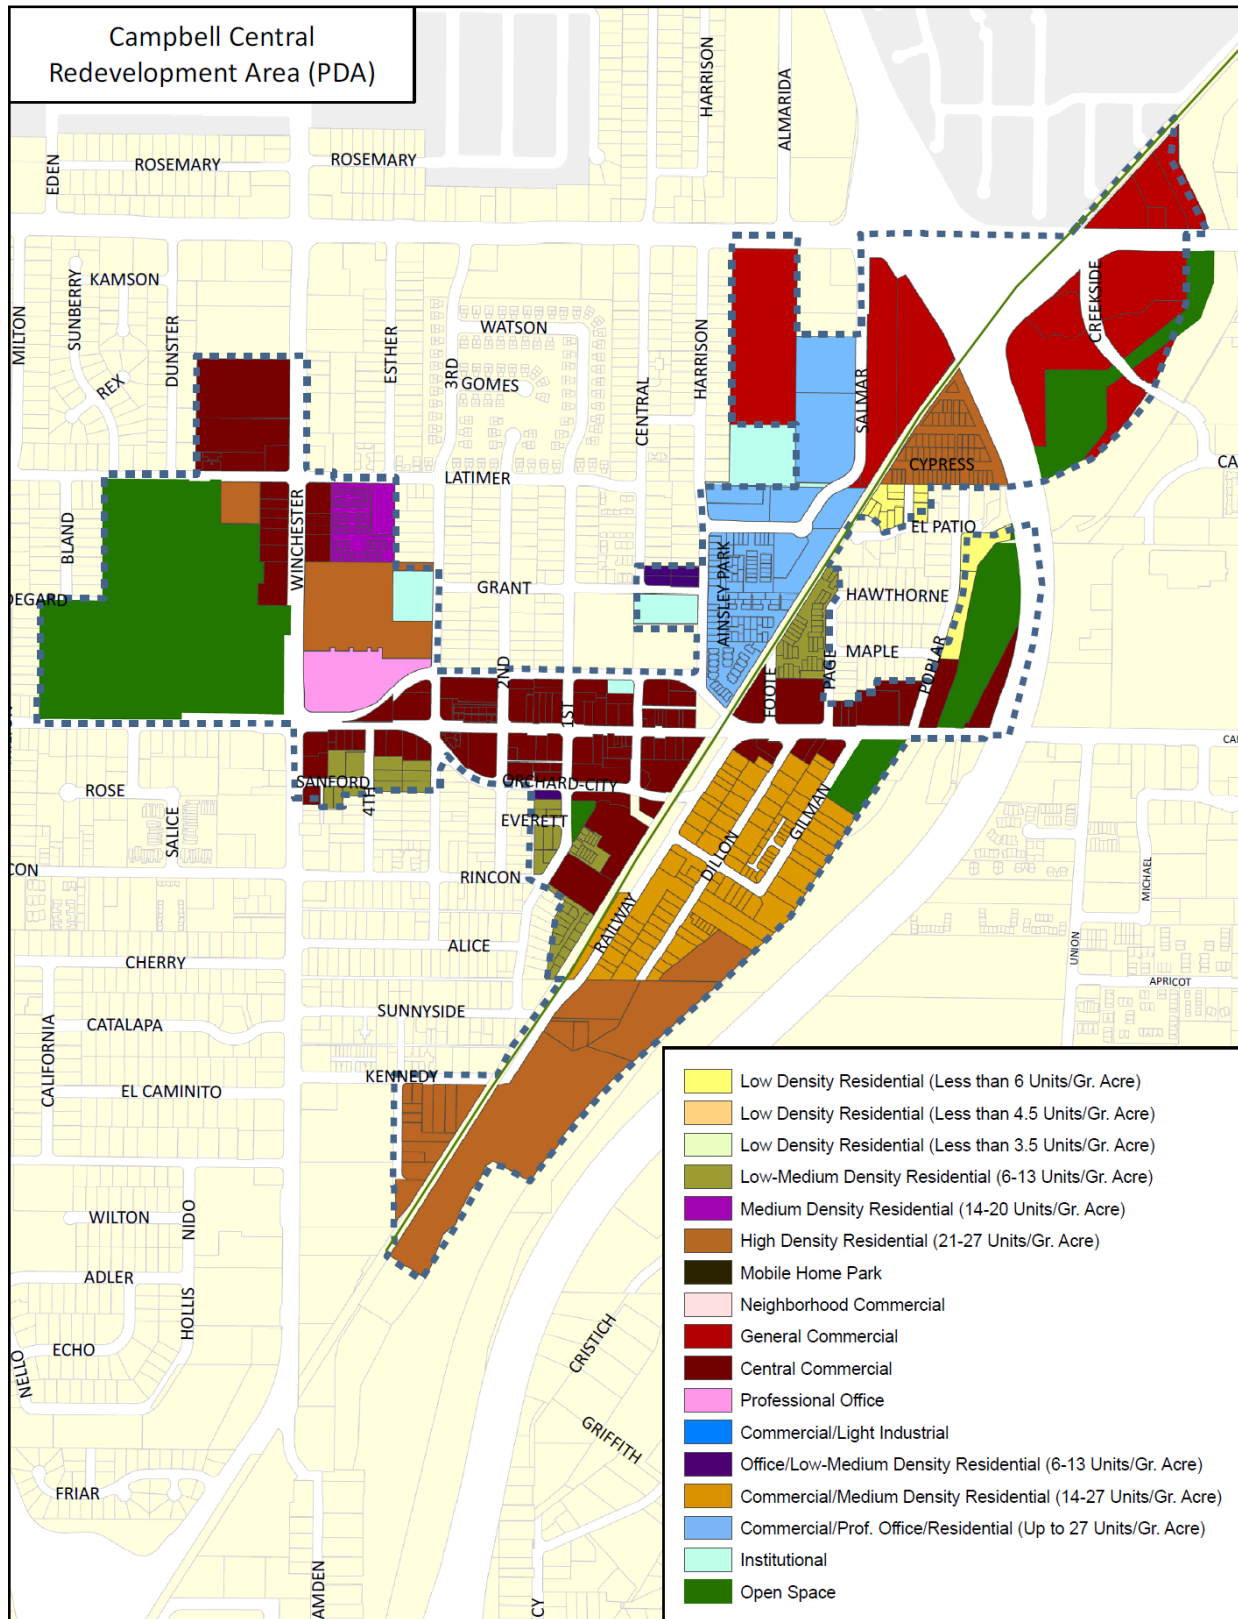 Campbell Central
Redevelopment Area (PDA)
HARRISON
ALMARIDA
EDEN
ROSEMARY
ROSEMARY
MILTON
SUNBERRY
KAMSON
DUNSTER
REX
ESTHER
3RD
WATSON
GOMES
CENTRAL
HARRISON
SALMAR
CREEKSIDE
CYPRESS
CA
LATIMER
BLAND
WINCHESTER
EL PATIO
DEGARD
GRANT
AINSLEY PARK
HAWTHORNE
MAPLE
2ND
1ST
FOOTE
PAGE
POPLAR
CA
ROSE
SALICE
SANFORD
4TH
ORCHARD-CITY
EVERETT
DILLON
GILMAN
CON
RINCON
RAILWAY
MICHAEL
UNION
APRICOT
CHERRY
ALICE
CALIFORNIA
CATALAPA
SUNNYSIDE
EL CAMINITO
KENNEDY
WILTON
NIDO
ADLER
HOLLIS
ECHO
NELLO
FRIAR
CRISTICH
GRIFFITH
AMDEN
CY
Low Density Residential (Less than 6 Units/Gr. Acre)
Low Density Residential (Less than 4.5 Units/Gr. Acre)
Low Density Residential (Less than 3.5 Units/Gr. Acre)
Low-Medium Density Residential (6-13 Units/Gr. Acre)
Medium Density Residential (14-20 Units/Gr. Acre)
High Density Residential (21-27 Units/Gr. Acre)
Mobile Home Park
Neighborhood Commercial
General Commercial
Central Commercial
Professional Office
Commercial/Light Industrial
Office/Low-Medium Density Residential (6-13 Units/Gr. Acre)
Commercial/Medium Density Residential (14-27 Units/Gr. Acre)
Commercial/Prof. Office/Residential (Up to 27 Units/Gr. Acre)
Institutional
Open Space